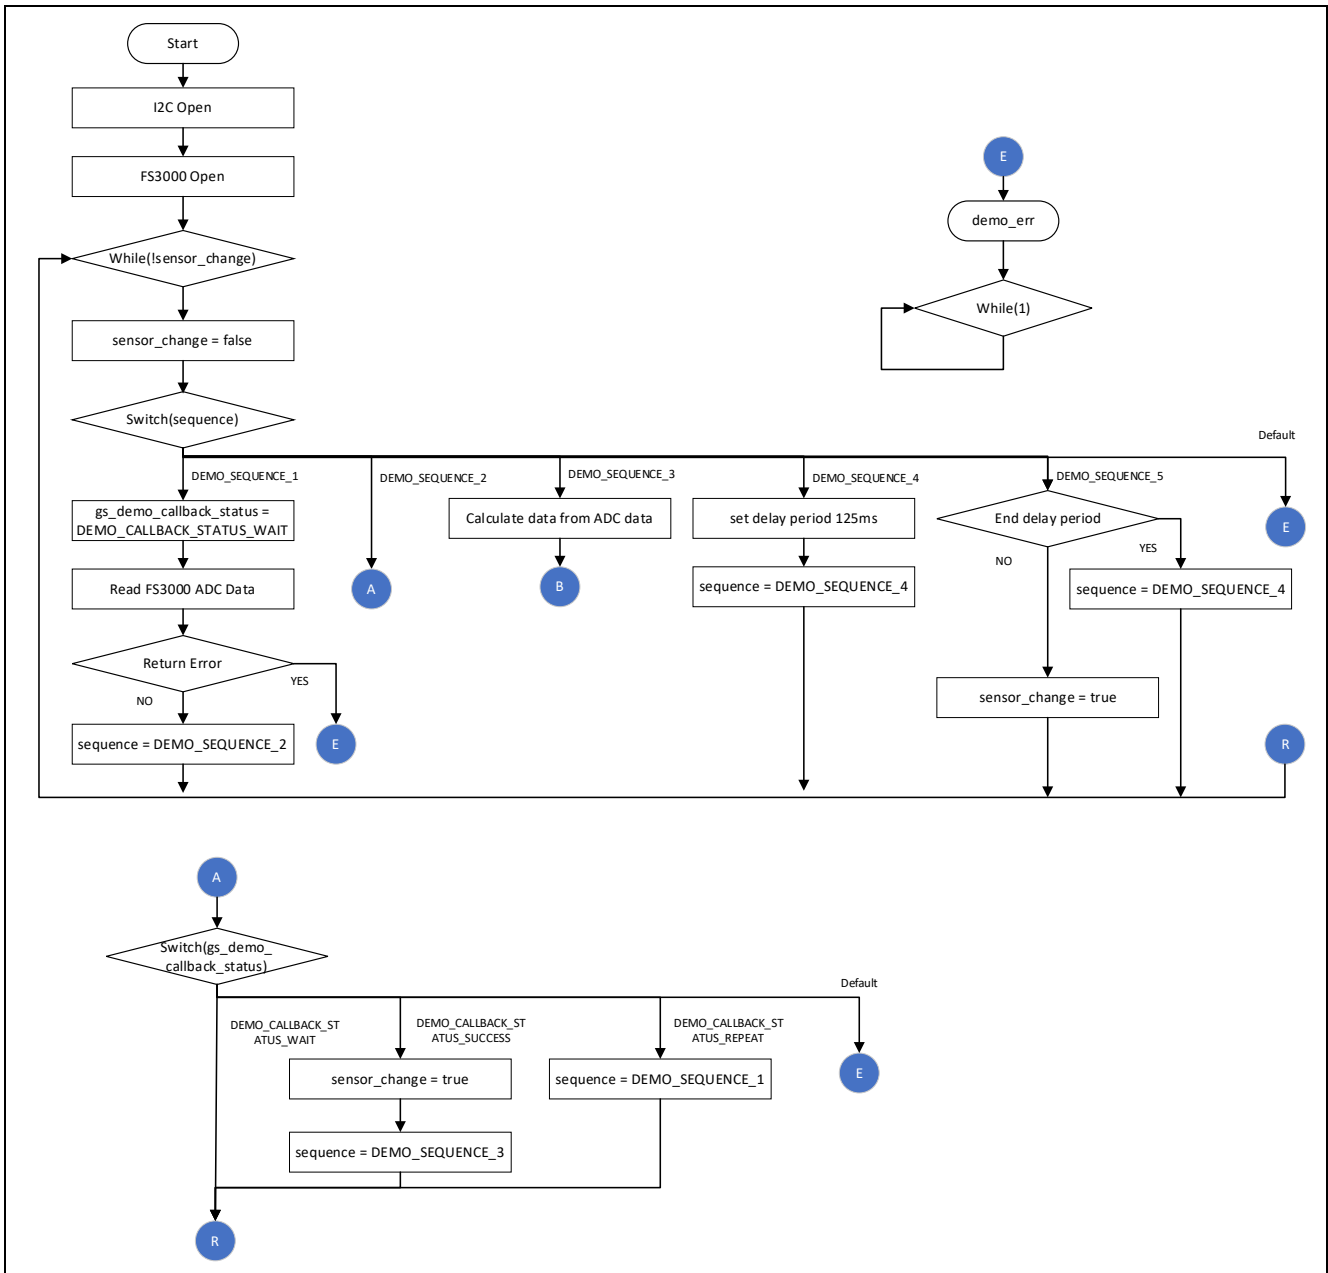 Start
I2C Open
FS3000 Open
While(!sensor_change)
sensor_change = false
Switch(sequence)
E
demo_err
While(1)
Default
DEMO_SEQUENCE_1
DEMO_SEQUENCE_2
DEMO_SEQUENCE_3
DEMO_SEQUENCE_4
DEMO_SEQUENCE_5
gs_demo_callback_status =
DEMO_CALLBACK_STATUS_WAIT
Read FS3000 ADC Data
Return Error
YES
NO
E
sequence = DEMO_SEQUENCE_2
A
Calculate data from ADC data
B
set delay period 125ms
sequence = DEMO_SEQUENCE_4
End delay period
YES
NO
sequence = DEMO_SEQUENCE_4
sensor_change = true
E
R
A
Switch(gs_demo_
callback_status)
Default
DEMO_CALLBACK_ST
ATUS_WAIT
DEMO_CALLBACK_ST
ATUS_SUCCESS
DEMO_CALLBACK_ST
ATUS_REPEAT
sensor_change = true
sequence = DEMO_SEQUENCE_3
sequence = DEMO_SEQUENCE_1
E
R